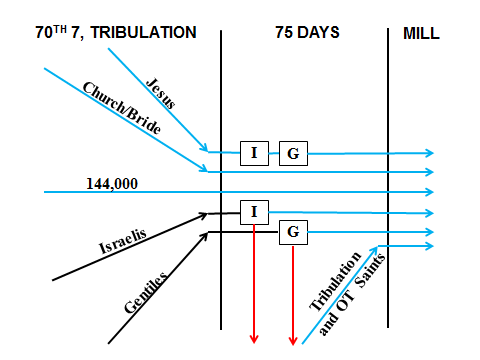 70TH 7, TRIBULATION
75 DAYS
MILL
Jesus
Church/Bride
I
G
144,000
I
Israelis
G
Gentiles
Tribulation
and OT Saints